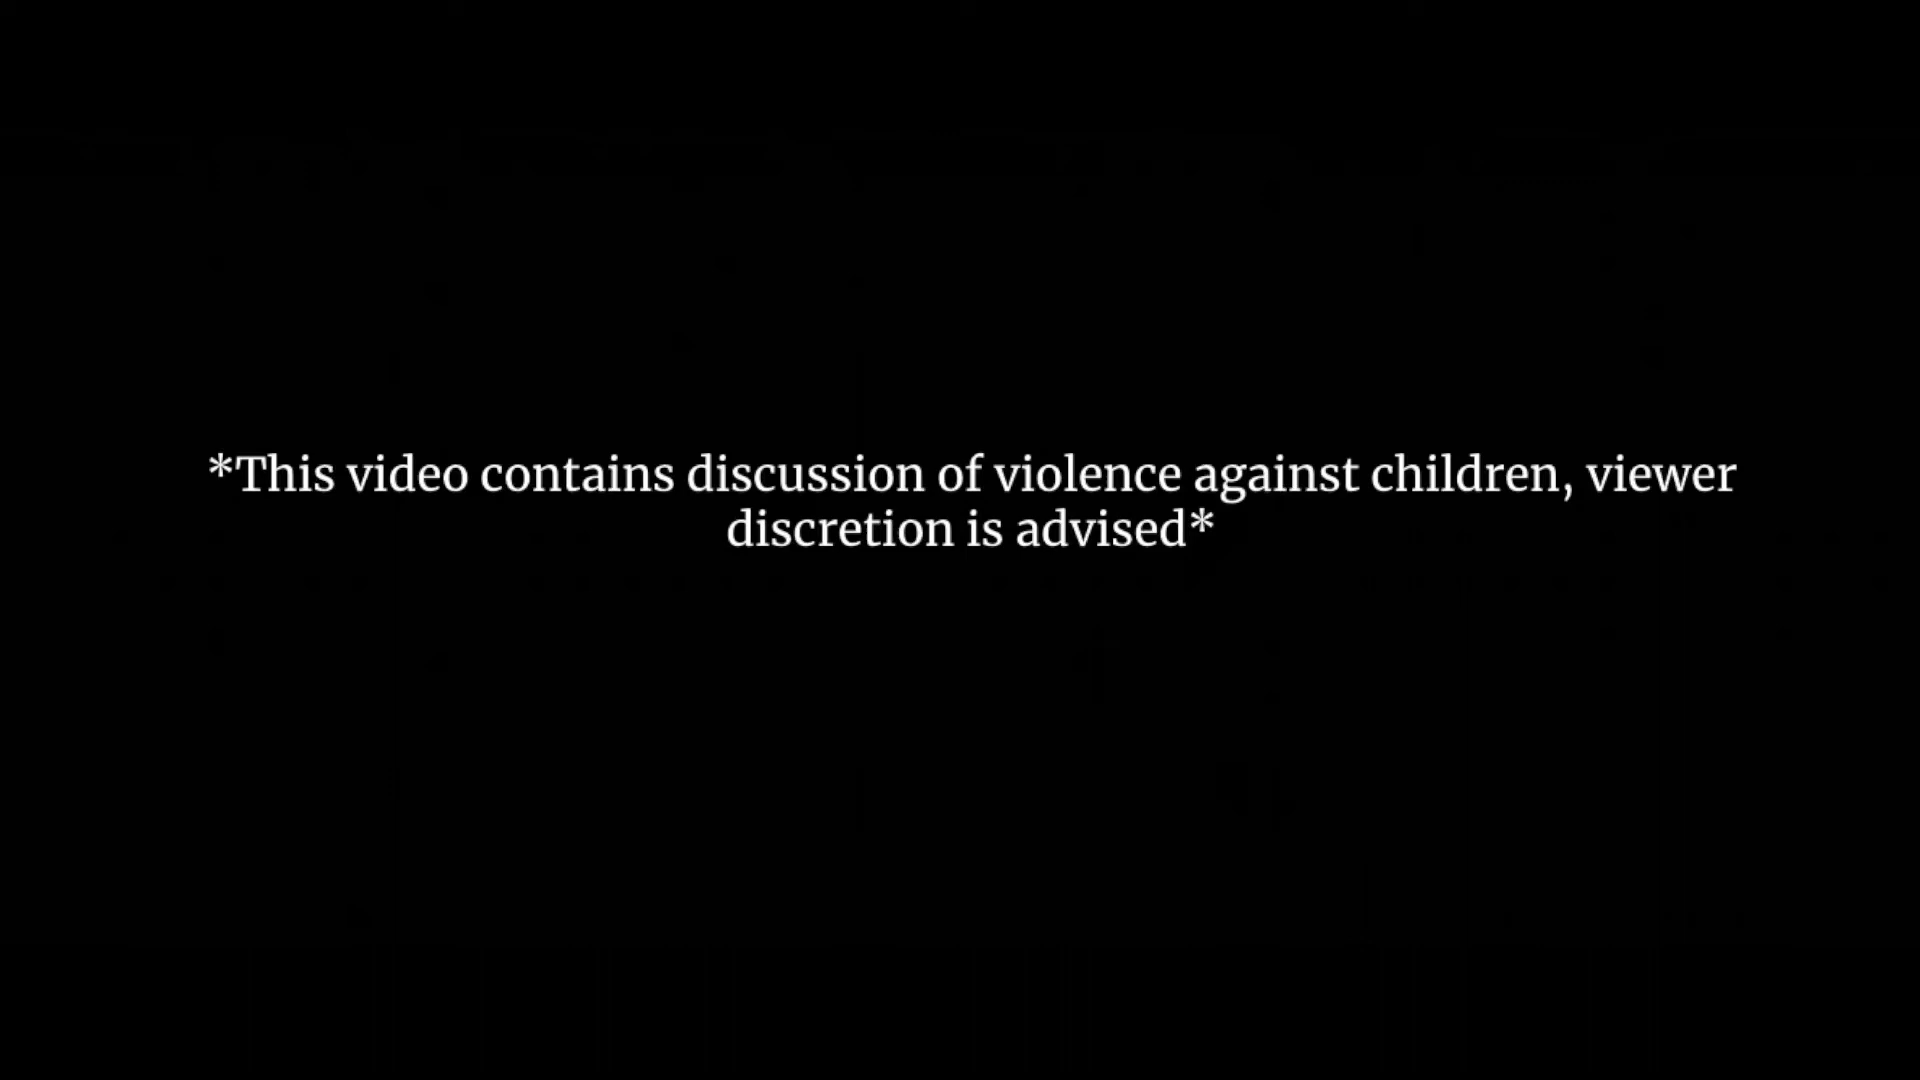 *This video contains discussion of violence against children, viewer
discretion is advised*